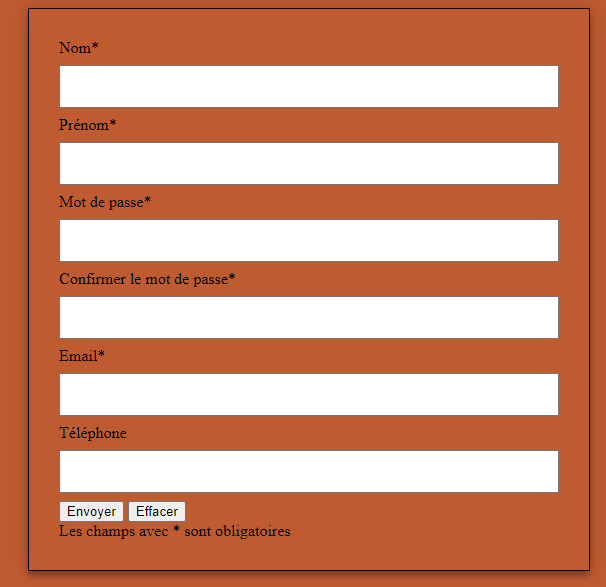 Nom*
Prénom*
Mot de passe*
Confirmer le mot de passe*
Email*
Téléphone
Envoyer Effacer
Les champs avec * sont obligatoires